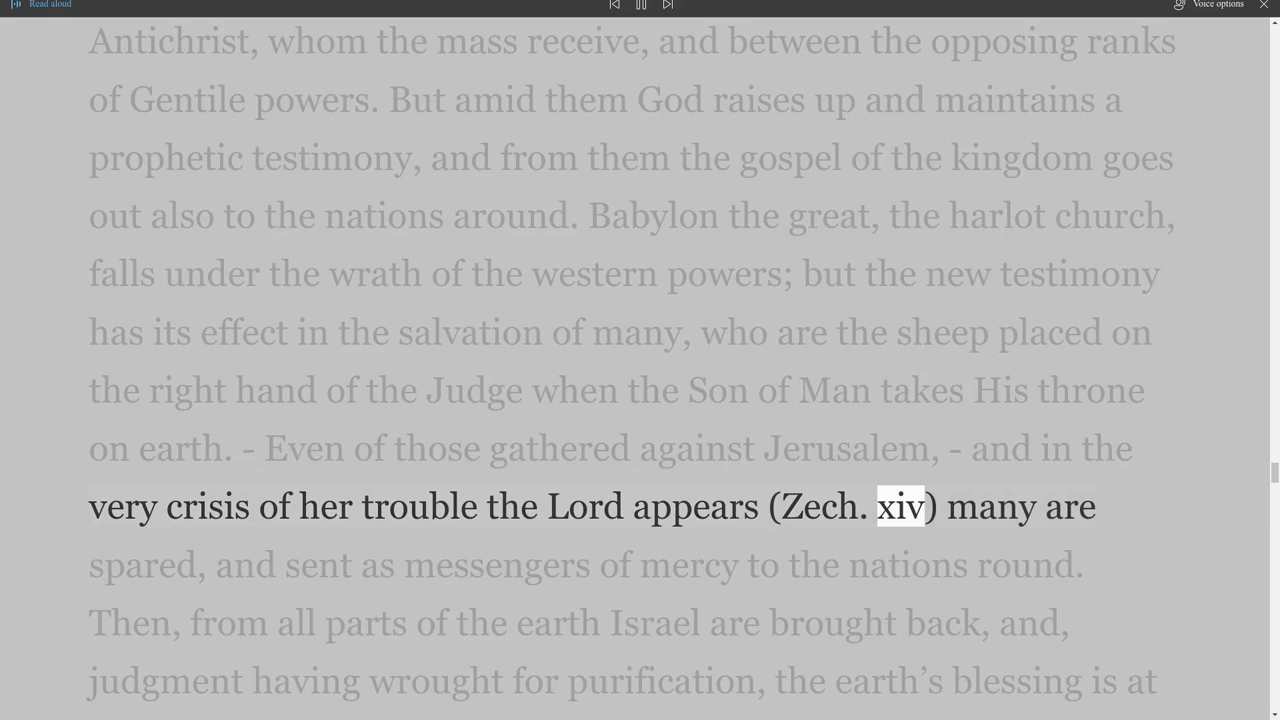 Read aloud
Voice options
Antichrist, whom the mass receive, and between the opposing ranks
of Gentile powers. But amid them God raises up and maintains a
prophetic testimony, and from them the gospel of the kingdom goes
out also to the nations around. Babylon the great, the harlot church,
falls under the wrath of the western powers; but the new testimony
has its effect in the salvation of many, who are the sheep placed on
the right hand of the Judge when the Son of Man takes His throne
on earth. - Even of those gathered against Jerusalem, - and in the
very crisis of her trouble the Lord appears (Zech. xiv) many are
spared, and sent as messengers of mercy to the nations round.
Then, from all parts of the earth Israel are brought back, and,
judgment having wrought for purification, the earth’s blessing is at